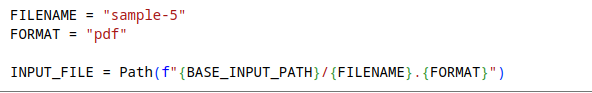 FILENAME = "sample-5"
FORMAT = "pdf"
INPUT_FILE = Path(f"{BASE_INPUT_PATH}/{FILENAME}.{FORMAT}")